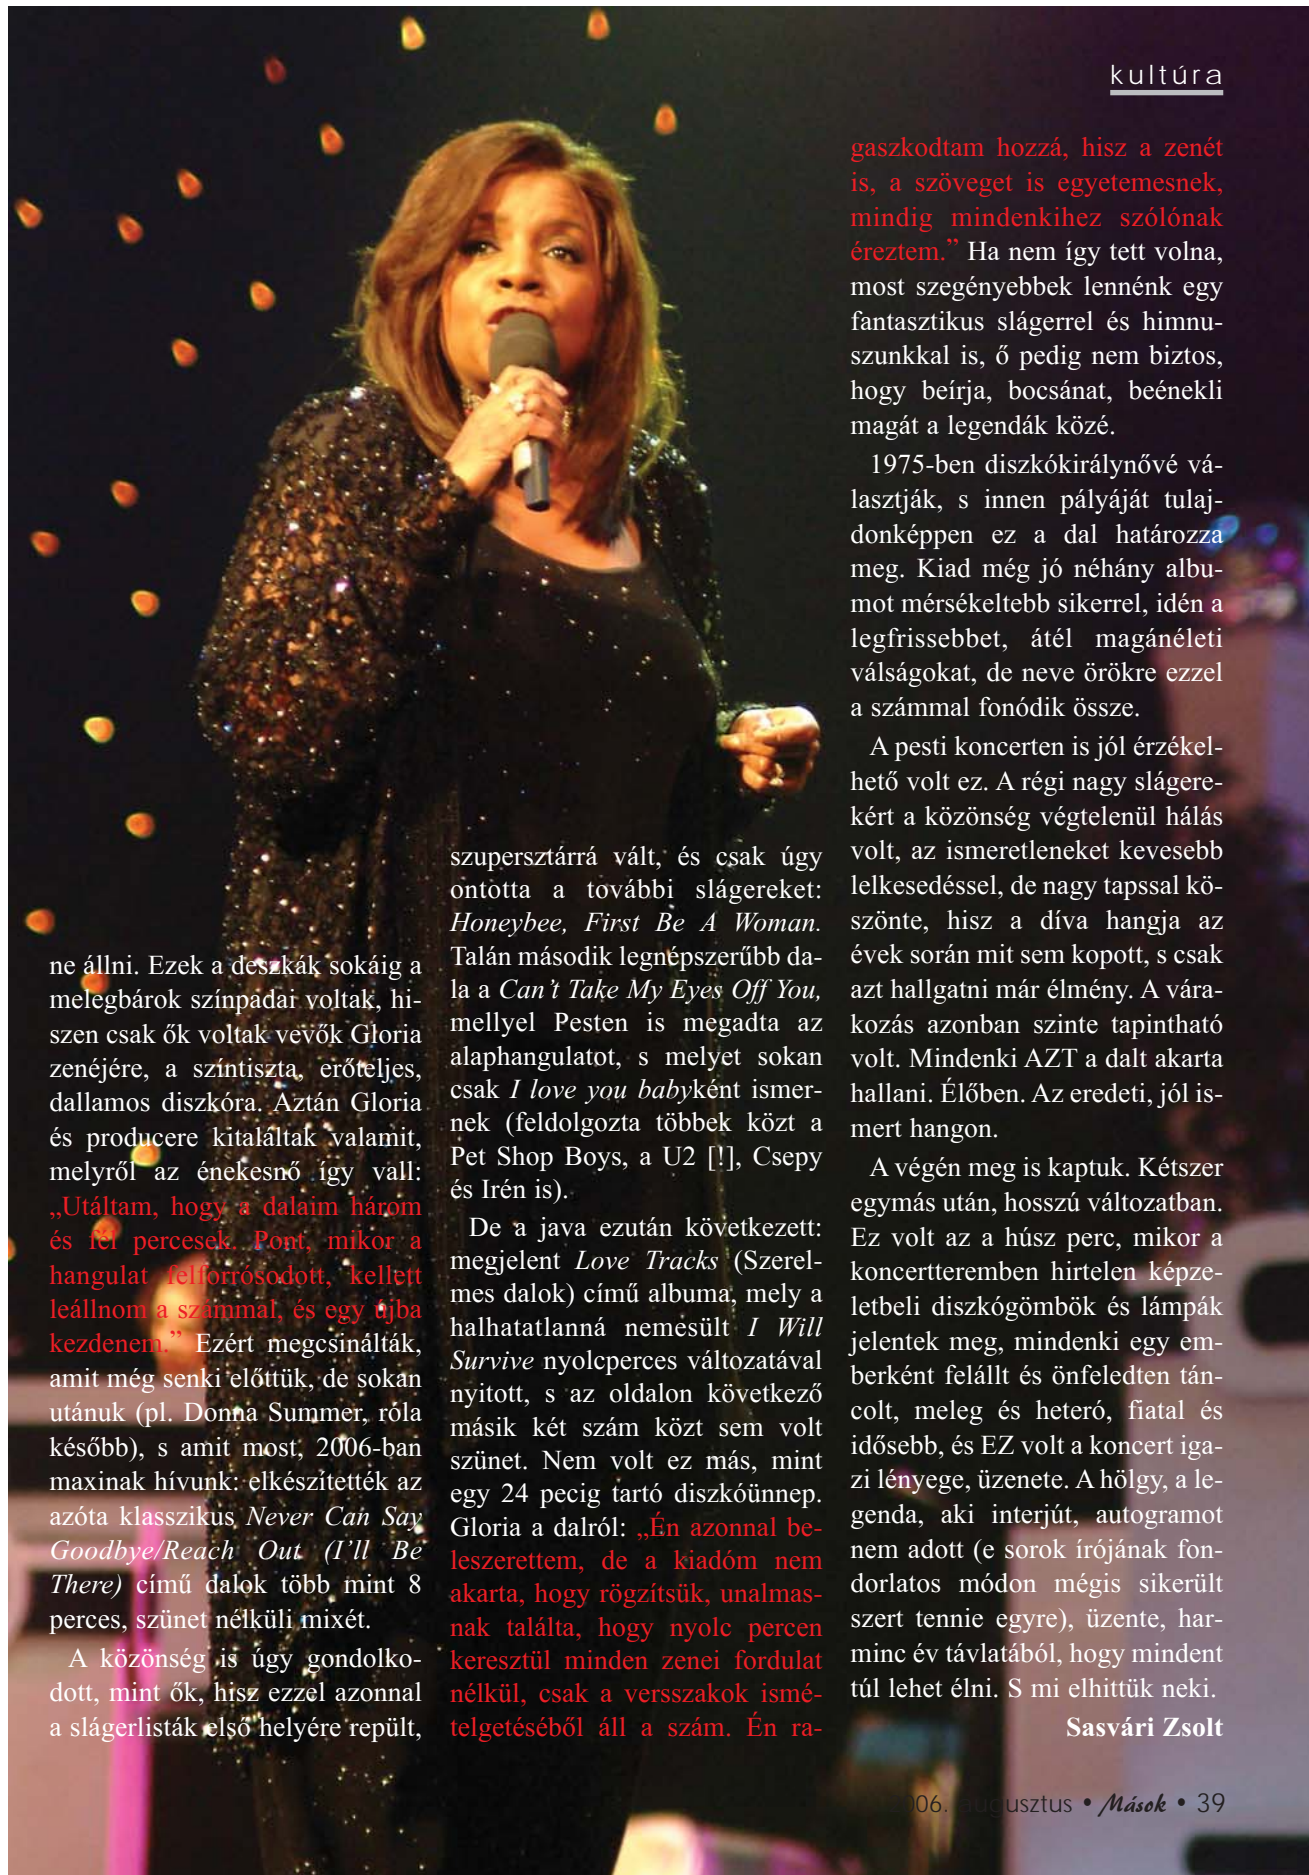 kultúra
ne állni. Ezek a deszkák sokáig a
melegbárok színpadai voltak, hi-
szen csak ők voltak vevők Gloria
zenéjére, a színtiszta, erőteljes,
dallamos diszkóra. Aztán Gloria
és producere kitaláltak valamit,
melyről az énekesnő így vall:
„Utáltam, hogy a dalaim három
és fél percesek. Pont, mikor a
hangulat felforrósodott, kellett
leállnom a számmal, és egy újba
kezdenem.” Ezért megcsinálták,
amit még senki előttük, de sokan
utánuk (pl. Donna Summer, róla
később), s amit most, 2006-ban
maxinak hívunk: elkészítették az
azóta klasszikus Never Can Say
Goodbye/Reach Out (I'll Be
There) című dalok több mint 8
perces, szünet nélküli mixét.
A közönség is úgy gondolko-
dott, mint ők, hisz ezzel azonnal
a slágerlisták első helyére repült,
szupersztárrá vált, és csak úgy
ontotta a további slágereket:
Honeybee, First Be A Woman.
Talán második legnépszerűbb da-
la a Can't Take My Eyes Off You,
mellyel Pesten is megadta az
alaphangulatot, s melyet sokan
csak I love you babyként ismer-
nek (feldolgozta többek közt a
Pet Shop Boys, a U2 [!], Csepy
és Irén is).
De a java ezután következett:
megjelent Love Tracks (Szerel-
mes dalok) című albuma, mely a
halhatatlanná nemesült I Will
Survive nyolcperces változatával
nyitott, s az oldalon következő
másik két szám közt sem volt
szünet. Nem volt ez más, mint
egy 24 pecig tartó diszkóünnep.
Gloria a dalról: „Én azonnal be-
leszerettem, de a kiadóm nem
akarta, hogy rögzítsük, unalmas-
nak találta, hogy nyolc percen
keresztül minden zenei fordulat
nélkül, csak a versszakok ismé-
telgetéséből áll a szám. Én ra-
gaszkodtam hozzá, hisz a zenét
is, a szöveget is egyetemesnek,
mindig mindenkihez szólónak
éreztem.” Ha nem így tett volna,
most szegényebbek lennénk egy
fantasztikus slágerrel és himnu-
szunkkal is, ő pedig nem biztos,
hogy beírja, bocsánat, beénekli
magát a legendák közé.
1975-ben diszkókirálynővé vá-
lasztják, s innen pályáját tulaj-
donképpen ez a dal határozza
meg. Kiad még jó néhány albu-
mot mérsékeltebb sikerrel, idén a
legfrissebbet, átél magánéleti
válságokat, de neve örökre ezzel
a számmal fonódik össze.
A pesti koncerten is jól érzékel-
hető volt ez. A régi nagy slágere-
kért a közönség végtelenül hálás
volt, az ismeretleneket kevesebb
lelkesedéssel, de nagy tapssal kö-
szönte, hisz a díva hangja az
évek során mit sem kopott, s csak
azt hallgatni már élmény. A vára-
kozás azonban szinte tapintható
volt. Mindenki AZT a dalt akarta
hallani. Élőben. Az eredeti, jól is-
mert hangon.
A végén meg is kaptuk. Kétszer
egymás után, hosszú változatban.
Ez volt az a húsz perc, mikor a
koncertteremben hirtelen képze-
letbeli diszkógömbök és lámpák
jelentek meg, mindenki egy em-
berként felállt és önfeledten tán-
colt, meleg és heteró, fiatal és
idősebb, és EZ volt a koncert iga-
zi lényege, üzenete. A hölgy, a le-
genda, aki interjút, autogramot
nem adott (e sorok írójának fon-
dorlatos módon mégis sikerült
szert tennie egyre), üzente, har-
minc év távlatából, hogy mindent
túl lehet élni. S mi elhittük neki.
Sasvári Zsolt
2006. augusztus • Mások • 39